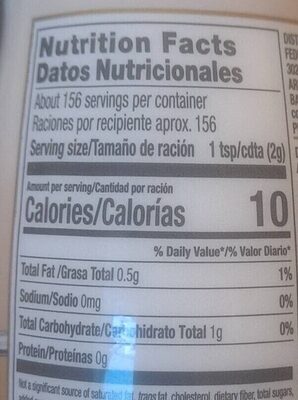 Nutrition Facts
Datos Nutricionales
About 156 servings per container
Raciones por recipiente aprox. 156
Serving size/Tamaño de ración 1 tsp/cdta (2g)
Amount per serving/Cantidad por ración
Calories/Calorías 10
% Daily Value*/% Valor Diario*
Total Fat /Grasa Total 0.5g 1%
Sodium/Sodio 0mg 0%
Total Carbohydrate/Carbohidrato Total 1g 0%
Protein/Proteínas 0g
Not a significant source of saturated fat, trans fat, cholesterol, dietary fiber, total sugars,
DIST
FED